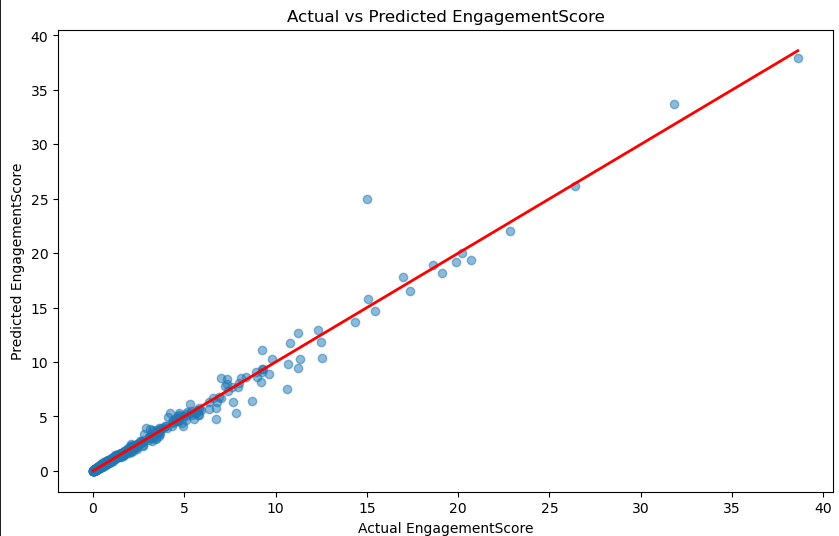 Actual vs Predicted EngagementScore
Predicted EngagementScore
40
35
30
25
20
15
10
5
0
0 5 10 15 20 25 30 35 40
Actual EngagementScore